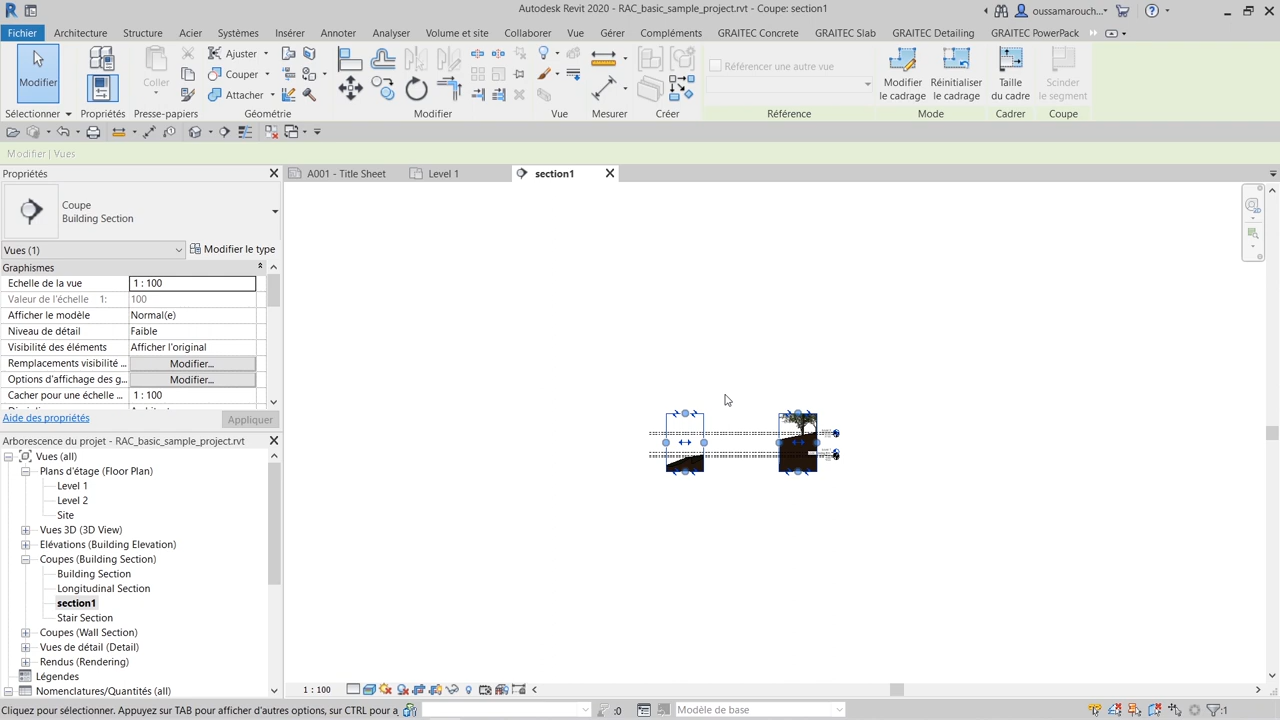 Autodesk Revit 2020 - RAC_basic_sample_project.rvt - Coupe: section1
oussamarouch...
Fichier Architecture Structure Acier Systèmes Insérer Annoter Analyser Volume et site Collaborer Vue Gérer Compléments GRAITEC Concrete GRAITEC Slab GRAITEC Detailing GRAITEC PowerPack
Modifier
Coller
Ajuster
Couper
Attacher
Référencer une autre vue
Modifier le cadrage
Réinitialiser le cadrage
Taille du cadre
Scinder le segment
Sélectionner Propriétés Presse-papiers Géométrie Modifier Vue Mesurer Créer Référence Mode Cadrer Coupe
Modifier | Vues
Propriétés
A001 - Title Sheet
Level 1
section1
Coupe
Building Section
Vues (1)
Modifier le type
Graphismes
Echelle de la vue 1 : 100
Valeur de l'échelle 1: 100
Afficher le modèle Normal(e)
Niveau de détail Faible
Visibilité des éléments Afficher l'original
Remplacements visibilité ... Modifier...
Options d'affichage des g... Modifier...
Cacher pour une échelle ... 1 : 100
Aide des propriétés
Appliquer
Arborescence du projet - RAC_basic_sample_project.rvt
Vues (all)
Plans d'étage (Floor Plan)
Level 1
Level 2
Site
Vues 3D (3D View)
Elévations (Building Elevation)
Coupes (Building Section)
Building Section
Longitudinal Section
section1
Stair Section
Coupes (Wall Section)
Vues de détail (Detail)
Rendus (Rendering)
Légendes
Nomenclatures/Quantités (all)
1 : 100
Cliquez pour sélectionner. Appuyez sur TAB pour afficher d'autres options, sur CTRL pour a
:0
Modèle de base
:1